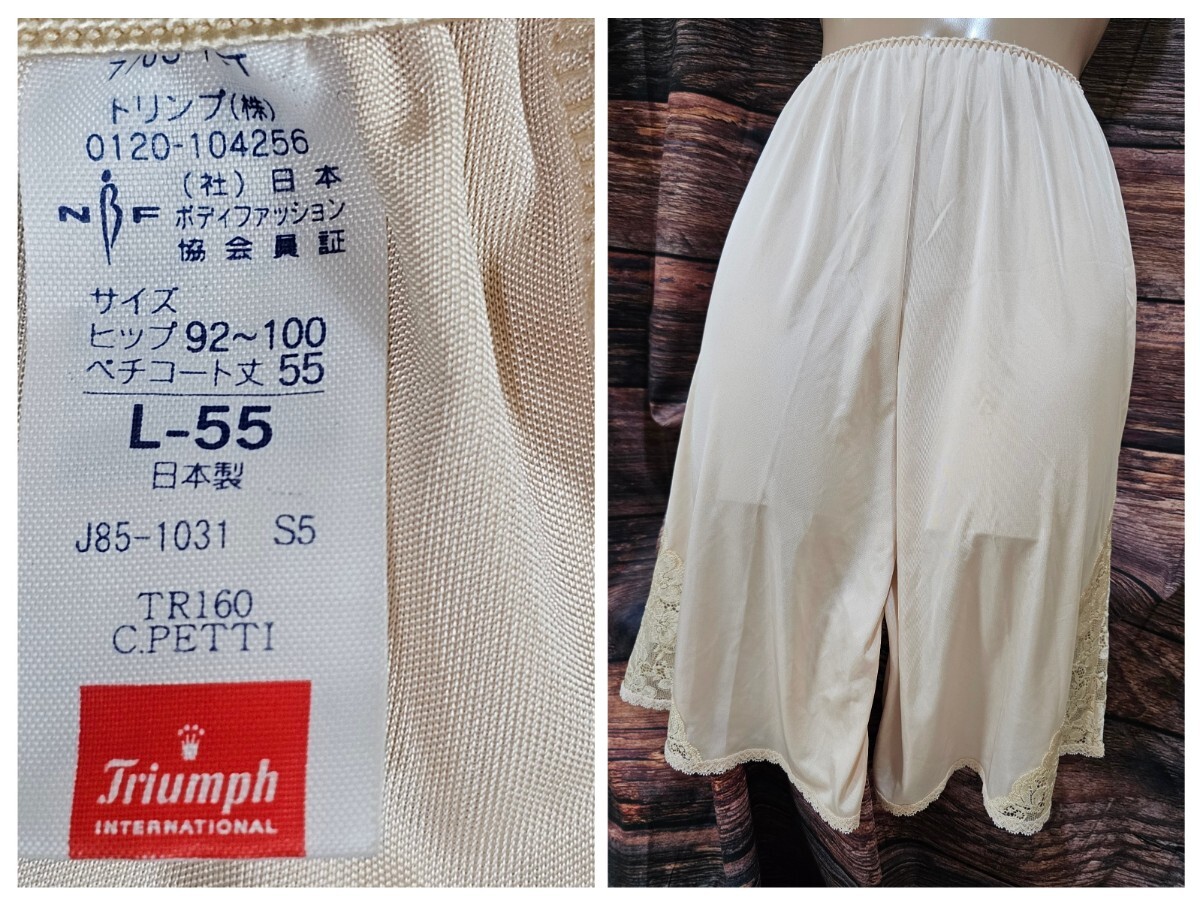 トリンプ(株)
0120-104256
(社)日本
NBF ボディファッション
協会員証
サイズ
ヒップ 92~100
ペチコート丈 55
L-55
日本製
J85-1031 S5
TR160
C.PETTI
Triumph
INTERNATIONAL